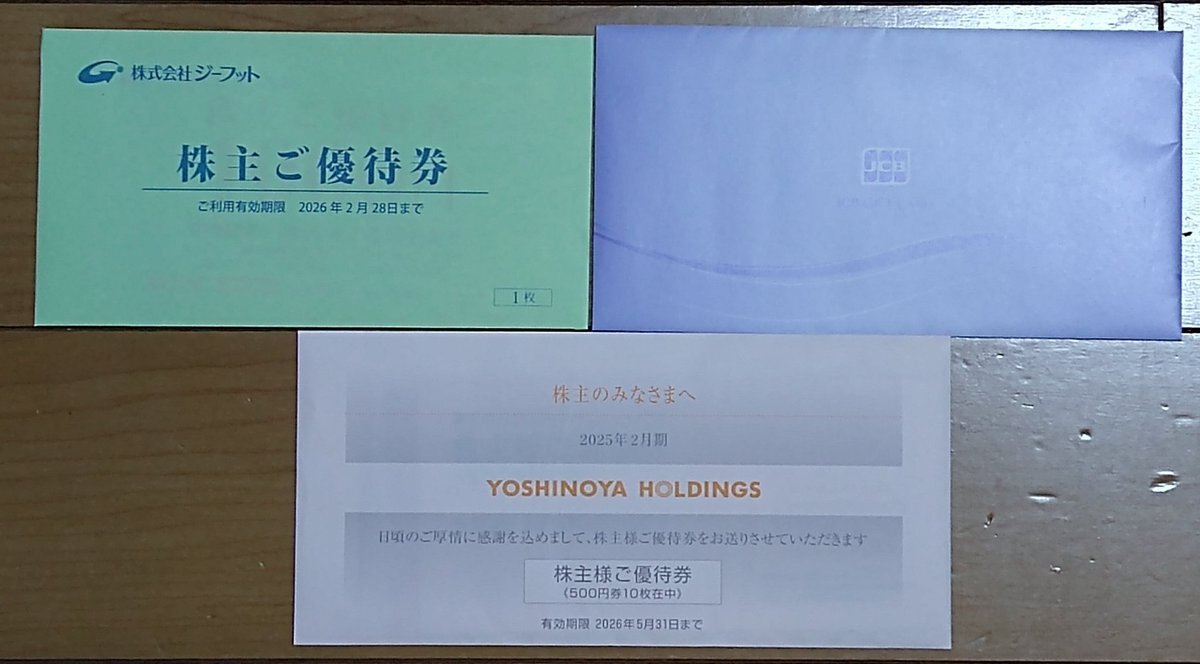 株式会社ジーフット
株主ご優待券
ご利用有効期限 2026年2月28日まで
1枚
JCB
株主のみなさまへ
2025年2月期
YOSHINOYA HOLDINGS
日頃のご厚情に感謝を込めまして、株主様ご優待券をお送りさせていただきます
株主様ご優待券
(500円券10枚在中)
有効期限 2026年5月31日まで